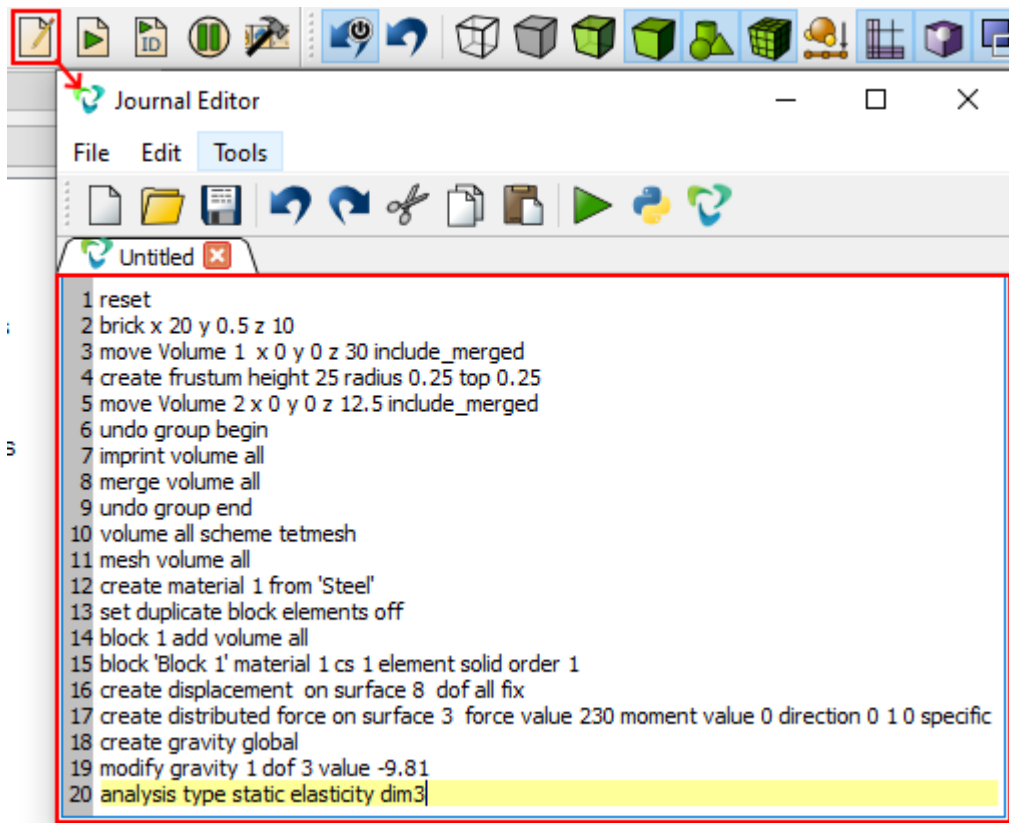 ID
Journal Editor
File Edit Tools
Untitled
1 reset
2 brick x 20 y 0.5 z 10
3 move Volume 1  x 0 y 0 z 30 include_merged
4 create frustum height 25 radius 0.25 top 0.25
5 move Volume 2 x 0 y 0 z 12.5 include_merged
6 undo group begin
7 imprint volume all
8 merge volume all
9 undo group end
10 volume all scheme tetmesh
11 mesh volume all
12 create material 1 from 'Steel'
13 set duplicate block elements off
14 block 1 add volume all
15 block 'Block 1' material 1 cs 1 element solid order 1
16 create displacement  on surface 8  dof all fix
17 create distributed force on surface 3  force value 230 moment value 0 direction 0 1 0 specific
18 create gravity global
19 modify gravity 1 dof 3 value -9.81
20 analysis type static elasticity dim3